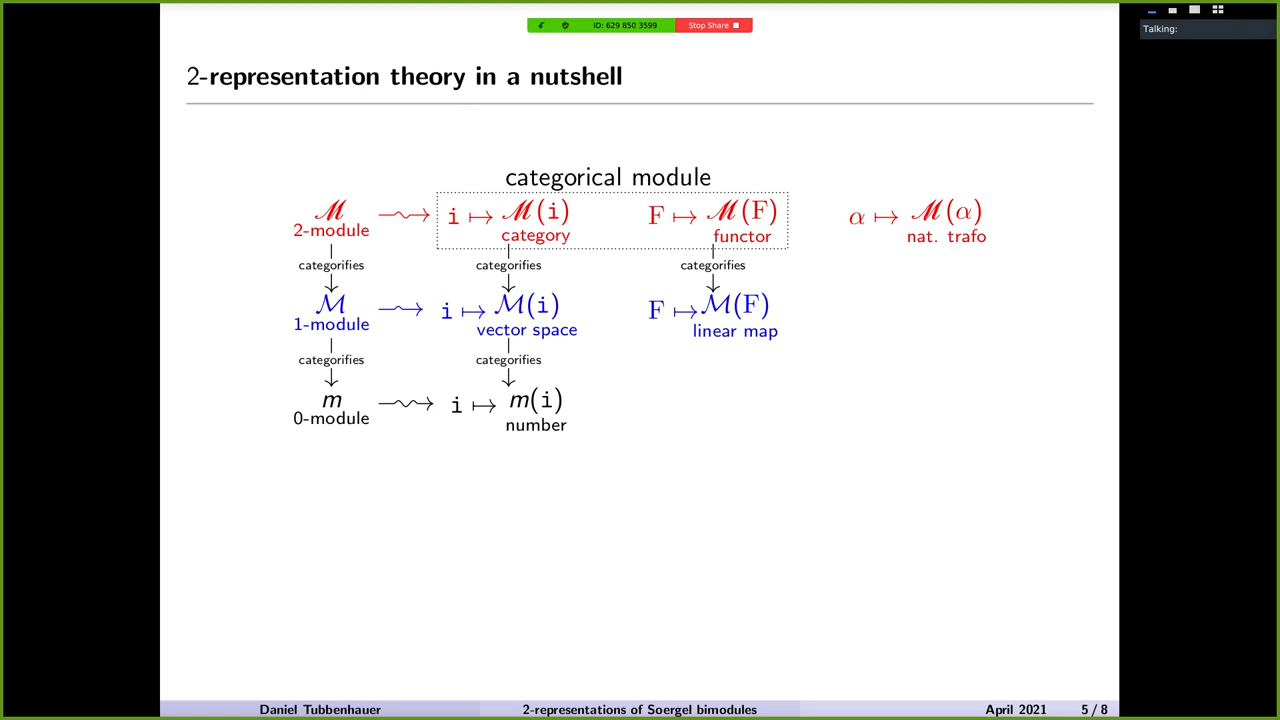 ID: 629 850 3599 Stop Share
Talking:
2-representation theory in a nutshell
categorical module
ℳ ⇝ i ↦ ℳ(i) F ↦ ℳ(F) α ↦ ℳ(α)
2-module category functor nat. trafo
categorifies categorifies categorifies
M ⇝ i ↦ M(i) F ↦ M(F)
1-module vector space linear map
categorifies categorifies
m ⇝ i ↦ m(i)
0-module number
Daniel Tubbenhauer 2-representations of Soergel bimodules April 2021 5 / 8